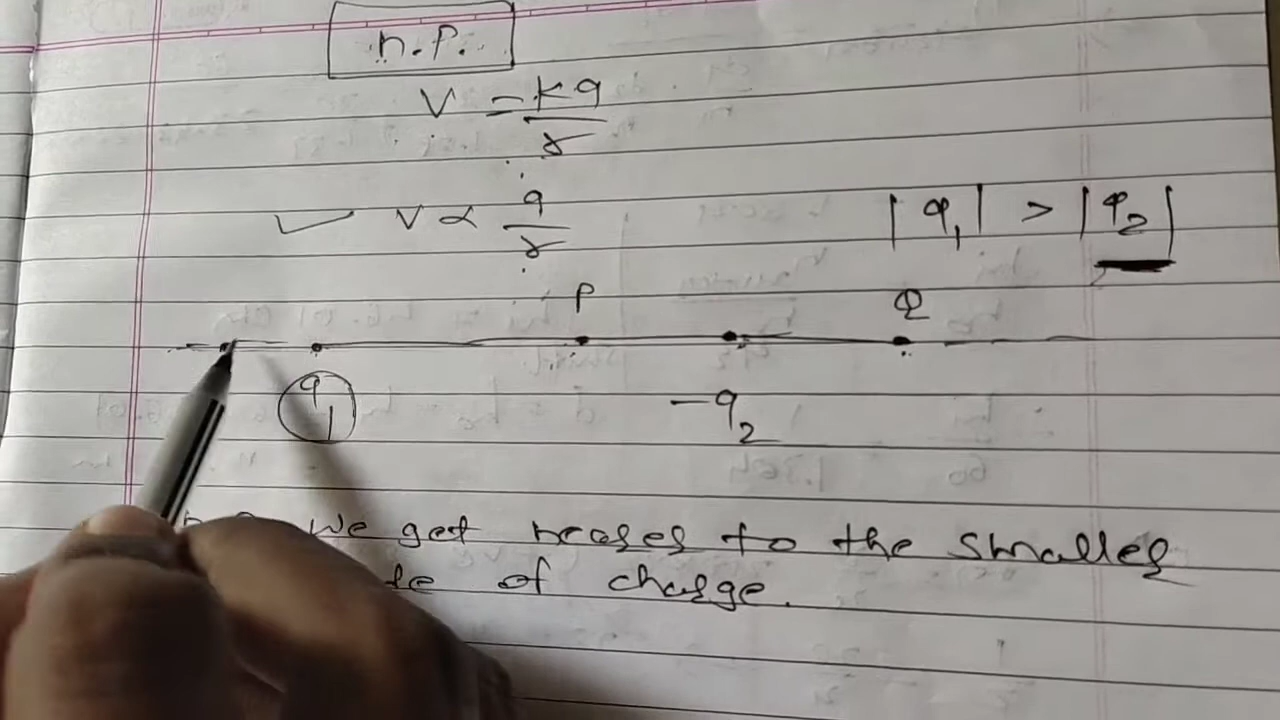 n.p.
V = kq/r
✓ V ∝ q/r
|q₁| > |q₂|
P Q
q₁ -q₂
We get nearer to the smaller
of charge.